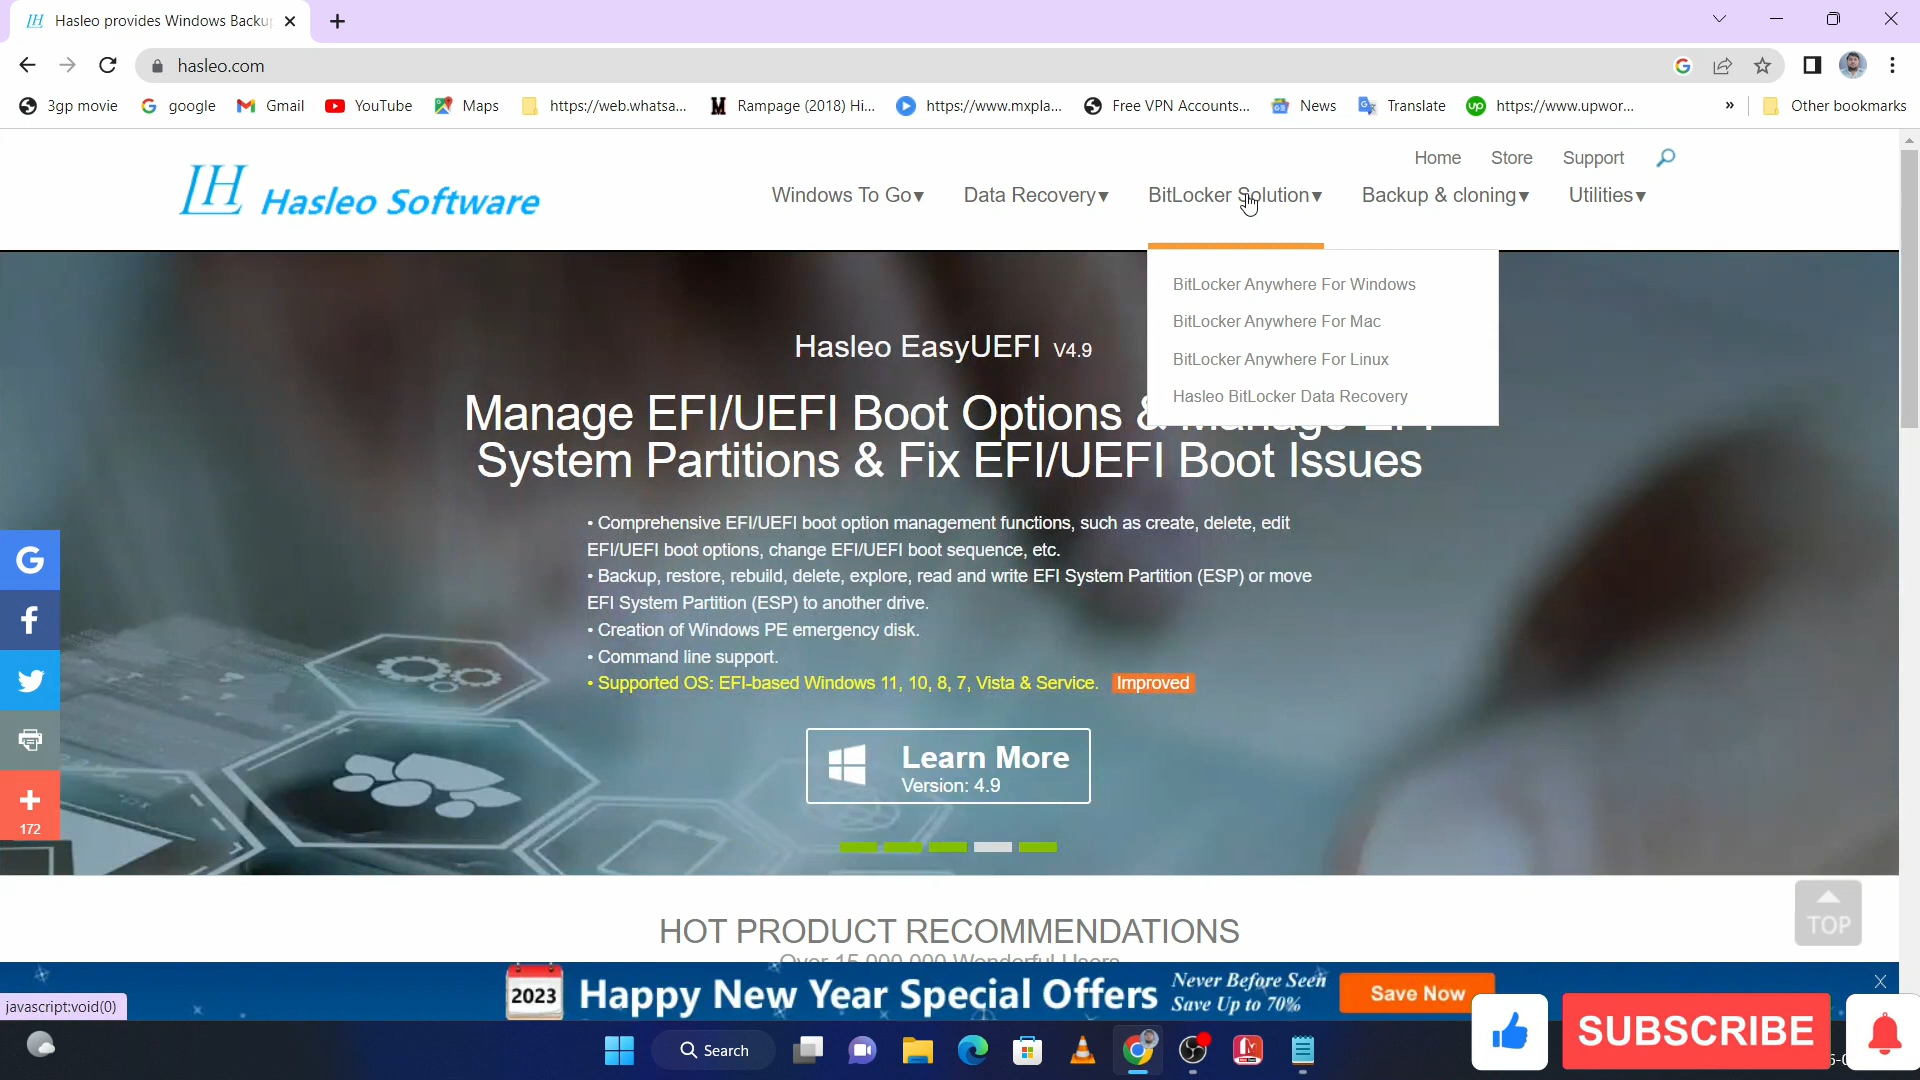 Hasleo provides Windows Backup
hasleo.com
3gp movie
google
Gmail
YouTube
Maps
https://web.whatsa...
Rampage (2018) Hi...
https://www.mxpla...
Free VPN Accounts...
News
Translate
https://www.upwor...
»
Other bookmarks
Home
Store
Support
Hasleo Software
Windows To Go▾
Data Recovery▾
BitLocker Solution▾
Backup & cloning▾
Utilities▾
BitLocker Anywhere For Windows
BitLocker Anywhere For Mac
BitLocker Anywhere For Linux
Hasleo BitLocker Data Recovery
Hasleo EasyUEFI V4.9
Manage EFI/UEFI Boot Options & Manage EFI
System Partitions & Fix EFI/UEFI Boot Issues
• Comprehensive EFI/UEFI boot option management functions, such as create, delete, edit
EFI/UEFI boot options, change EFI/UEFI boot sequence, etc.
• Backup, restore, rebuild, delete, explore, read and write EFI System Partition (ESP) or move
EFI System Partition (ESP) to another drive.
• Creation of Windows PE emergency disk.
• Command line support.
• Supported OS: EFI-based Windows 11, 10, 8, 7, Vista & Service. Improved
Learn More
Version: 4.9
172
TOP
HOT PRODUCT RECOMMENDATIONS
Over 15,000,000 Wonderful Users
2023
Happy New Year Special Offers
Never Before Seen
Save Up to 70%
Save Now
javascript:void(0)
Search
SUBSCRIBE